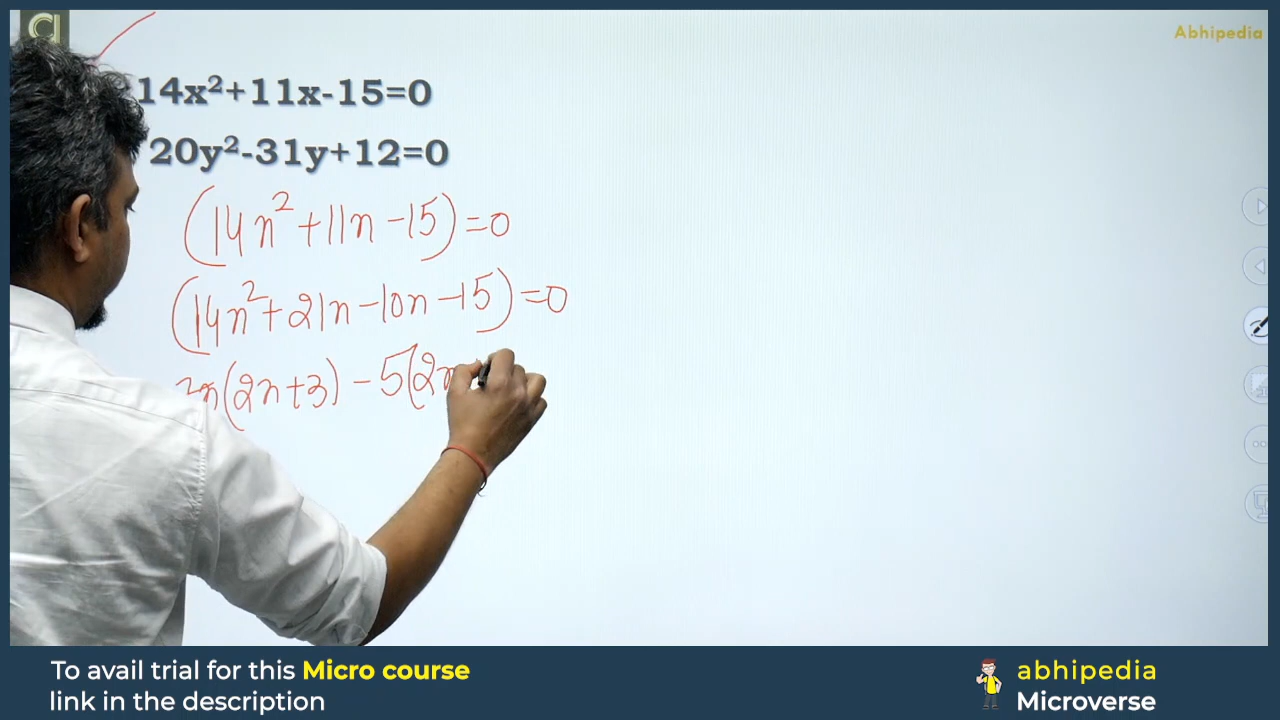 Abhipedia
14x²+11x-15=0
20y²-31y+12=0
(14x²+11x-15)=0
(14x²+21x-10x-15)=0
(2x+3)-5(2x
To avail trial for this Micro course
link in the description
abhipedia
Microverse